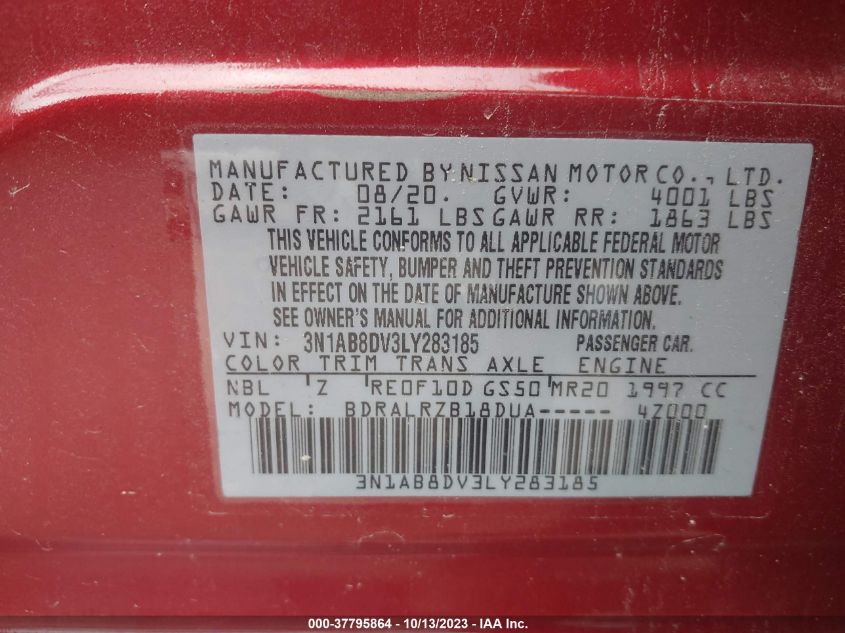 MANUFACTURED BY NISSAN MOTOR CO., LTD.
DATE: 08/20. GVWR: 4001 LBS
GAWR FR: 2161 LBS GAWR RR: 1863 LBS
THIS VEHICLE CONFORMS TO ALL APPLICABLE FEDERAL MOTOR
VEHICLE SAFETY, BUMPER AND THEFT PREVENTION STANDARDS
IN EFFECT ON THE DATE OF MANUFACTURE SHOWN ABOVE.
SEE OWNER'S MANUAL FOR ADDITIONAL INFORMATION.
VIN: 3N1AB8DV3LY283185 PASSENGER CAR.
COLOR TRIM TRANS AXLE ENGINE
NBL Z RE0F10D GS50 MR20 1997 CC
MODEL: BDRALRZB18DUA----- 4Z000
3N1AB8DV3LY283185
000-37795864 - 10/13/2023 - IAA Inc.